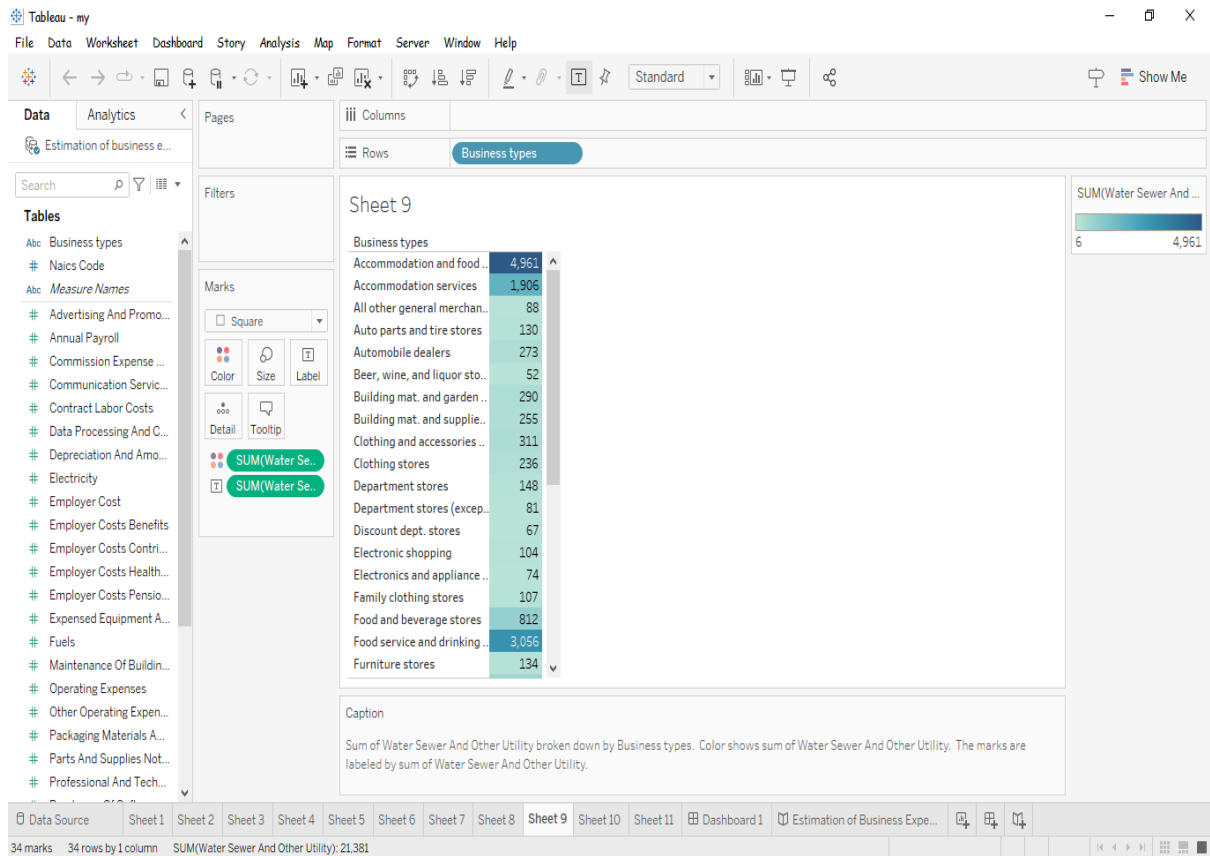 Tableau - my
File Data Worksheet Dashboard Story Analysis Map Format Server Window Help
Standard
Show Me
Data Analytics
Estimation of business e...
Search
Tables
Abc Business types
# Naics Code
Abc Measure Names
# Advertising And Promo...
# Annual Payroll
# Commission Expense ...
# Communication Servic...
# Contract Labor Costs
# Data Processing And C...
# Depreciation And Amo...
# Electricity
# Employer Cost
# Employer Costs Benefits
# Employer Costs Contri...
# Employer Costs Health...
# Employer Costs Pensio...
# Expensed Equipment A...
# Fuels
# Maintenance Of Buildin...
# Operating Expenses
# Other Operating Expen...
# Packaging Materials A...
# Parts And Supplies Not...
# Professional And Tech...
Pages
Filters
Marks
Square
Color Size Label
Detail Tooltip
SUM(Water Se..
SUM(Water Se..
Columns
Rows Business types
Sheet 9
Business types
Accommodation and food .. 4,961
Accommodation services 1,906
All other general merchan.. 88
Auto parts and tire stores 130
Automobile dealers 273
Beer, wine, and liquor sto.. 52
Building mat. and garden .. 290
Building mat. and supplie.. 255
Clothing and accessories .. 311
Clothing stores 236
Department stores 148
Department stores (excep.. 81
Discount dept. stores 67
Electronic shopping 104
Electronics and appliance .. 74
Family clothing stores 107
Food and beverage stores 812
Food service and drinking .. 3,056
Furniture stores 134
SUM(Water Sewer And ...
6 4,961
Caption
Sum of Water Sewer And Other Utility broken down by Business types. Color shows sum of Water Sewer And Other Utility. The marks are
labeled by sum of Water Sewer And Other Utility.
Data Source Sheet 1 Sheet 2 Sheet 3 Sheet 4 Sheet 5 Sheet 6 Sheet 7 Sheet 8 Sheet 9 Sheet 10 Sheet 11 Dashboard 1 Estimation of Business Expe...
34 marks 34 rows by 1 column SUM(Water Sewer And Other Utility): 21,381